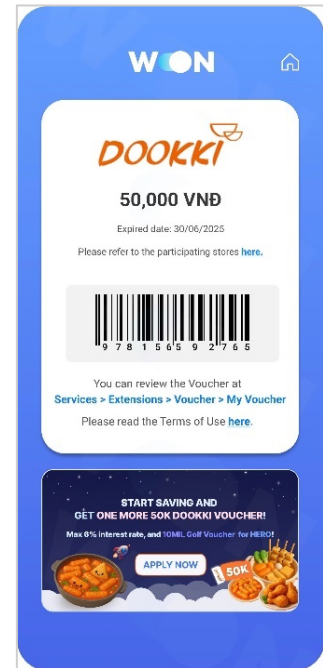 WOON
DOOKKI
50,000 VNĐ
Expired date: 30/06/2025
Please refer to the participating stores here.
9 781565 92765
You can review the Voucher at
Services > Extensions > Voucher > My Voucher
Please read the Terms of Use here.
START SAVING AND
GET ONE MORE 50K DOOKKI VOUCHER!
Max 6% interest rate, and 10MIL Golf Voucher for HERO!
APPLY NOW
50K